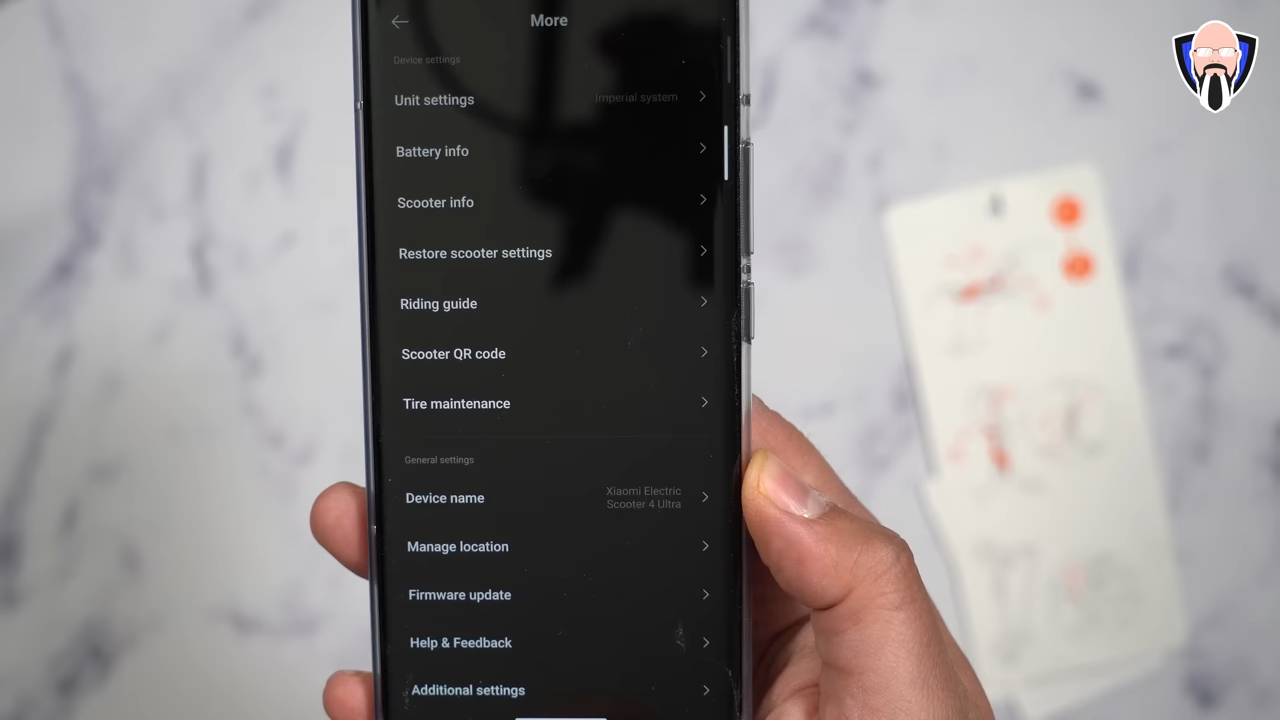 More
Device settings
Unit settings
Imperial system
Battery info
Scooter info
Restore scooter settings
Riding guide
Scooter QR code
Tire maintenance
General settings
Device name
Xiaomi Electric
Scooter 4 Ultra
Manage location
Firmware update
Help & Feedback
Additional settings